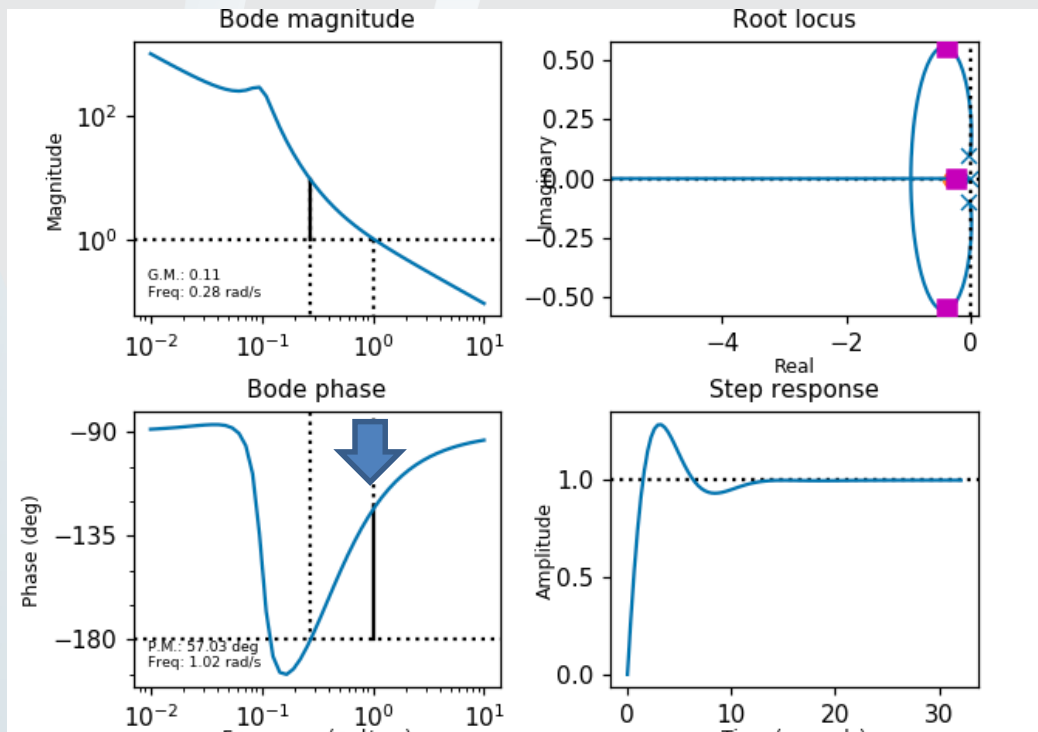 Bode magnitude
Magnitude
10²
10⁰
G.M.: 0.11
Freq: 0.28 rad/s
10⁻² 10⁻¹ 10⁰ 10¹
Root locus
Imaginary
0.50
0.25
0.00
−0.25
−0.50
−4 −2 0
Real
Bode phase
Phase (deg)
−90
−135
−180
P.M.: 57.03 deg
Freq: 1.02 rad/s
10⁻² 10⁻¹ 10⁰ 10¹
Step response
Amplitude
1.0
0.5
0.0
0 10 20 30